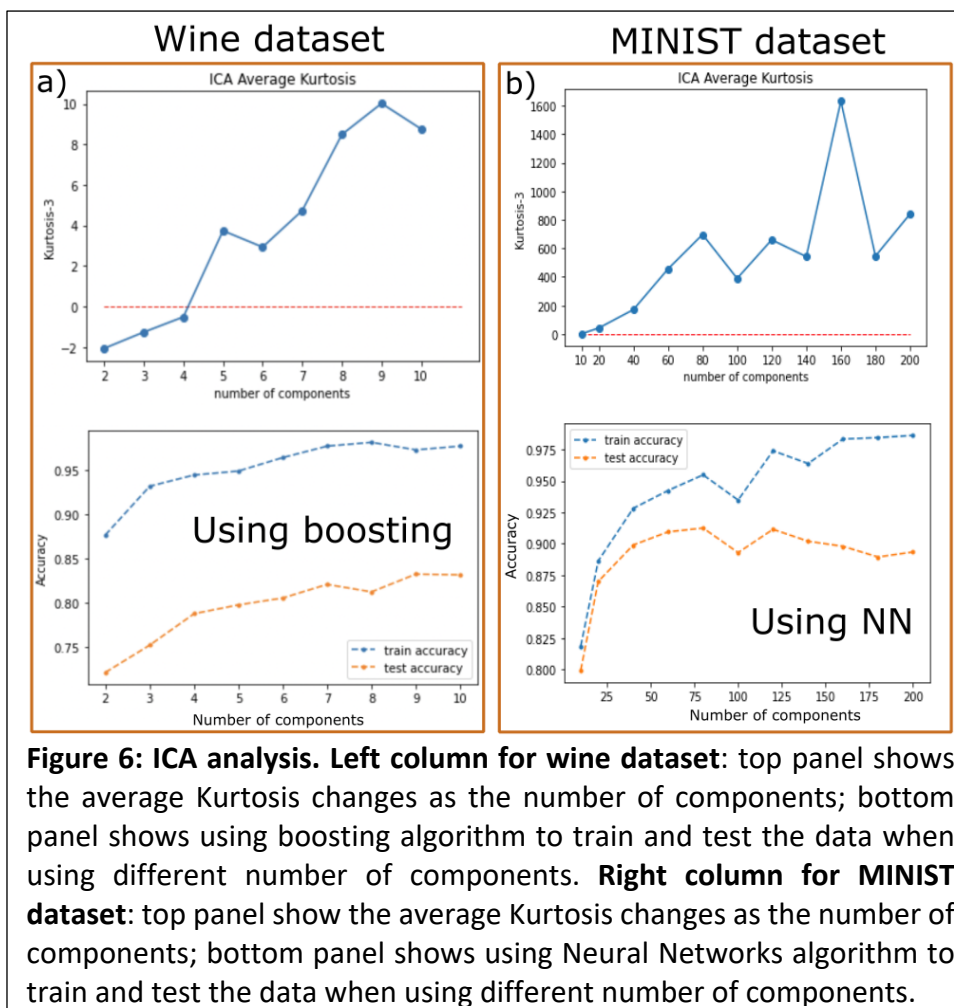 Wine dataset
MINIST dataset
a)
ICA Average Kurtosis
10
8
6
4
2
0
−2
Kurtosis-3
2 3 4 5 6 7 8 9 10
number of components
0.95
0.90
0.85
0.80
0.75
Accuracy
Using boosting
train accuracy
test accuracy
2 3 4 5 6 7 8 9 10
Number of components
b)
ICA Average Kurtosis
1600
1400
1200
1000
800
600
400
200
0
Kurtosis-3
10 20 40 60 80 100 120 140 160 180 200
number of components
train accuracy
test accuracy
0.975
0.950
0.925
0.900
0.875
0.850
0.825
0.800
Accuracy
Using NN
25 50 75 100 125 150 175 200
Number of components
Figure 6: ICA analysis. Left column for wine dataset: top panel shows
the average Kurtosis changes as the number of components; bottom
panel shows using boosting algorithm to train and test the data when
using different number of components. Right column for MINIST
dataset: top panel show the average Kurtosis changes as the number of
components; bottom panel shows using Neural Networks algorithm to
train and test the data when using different number of components.